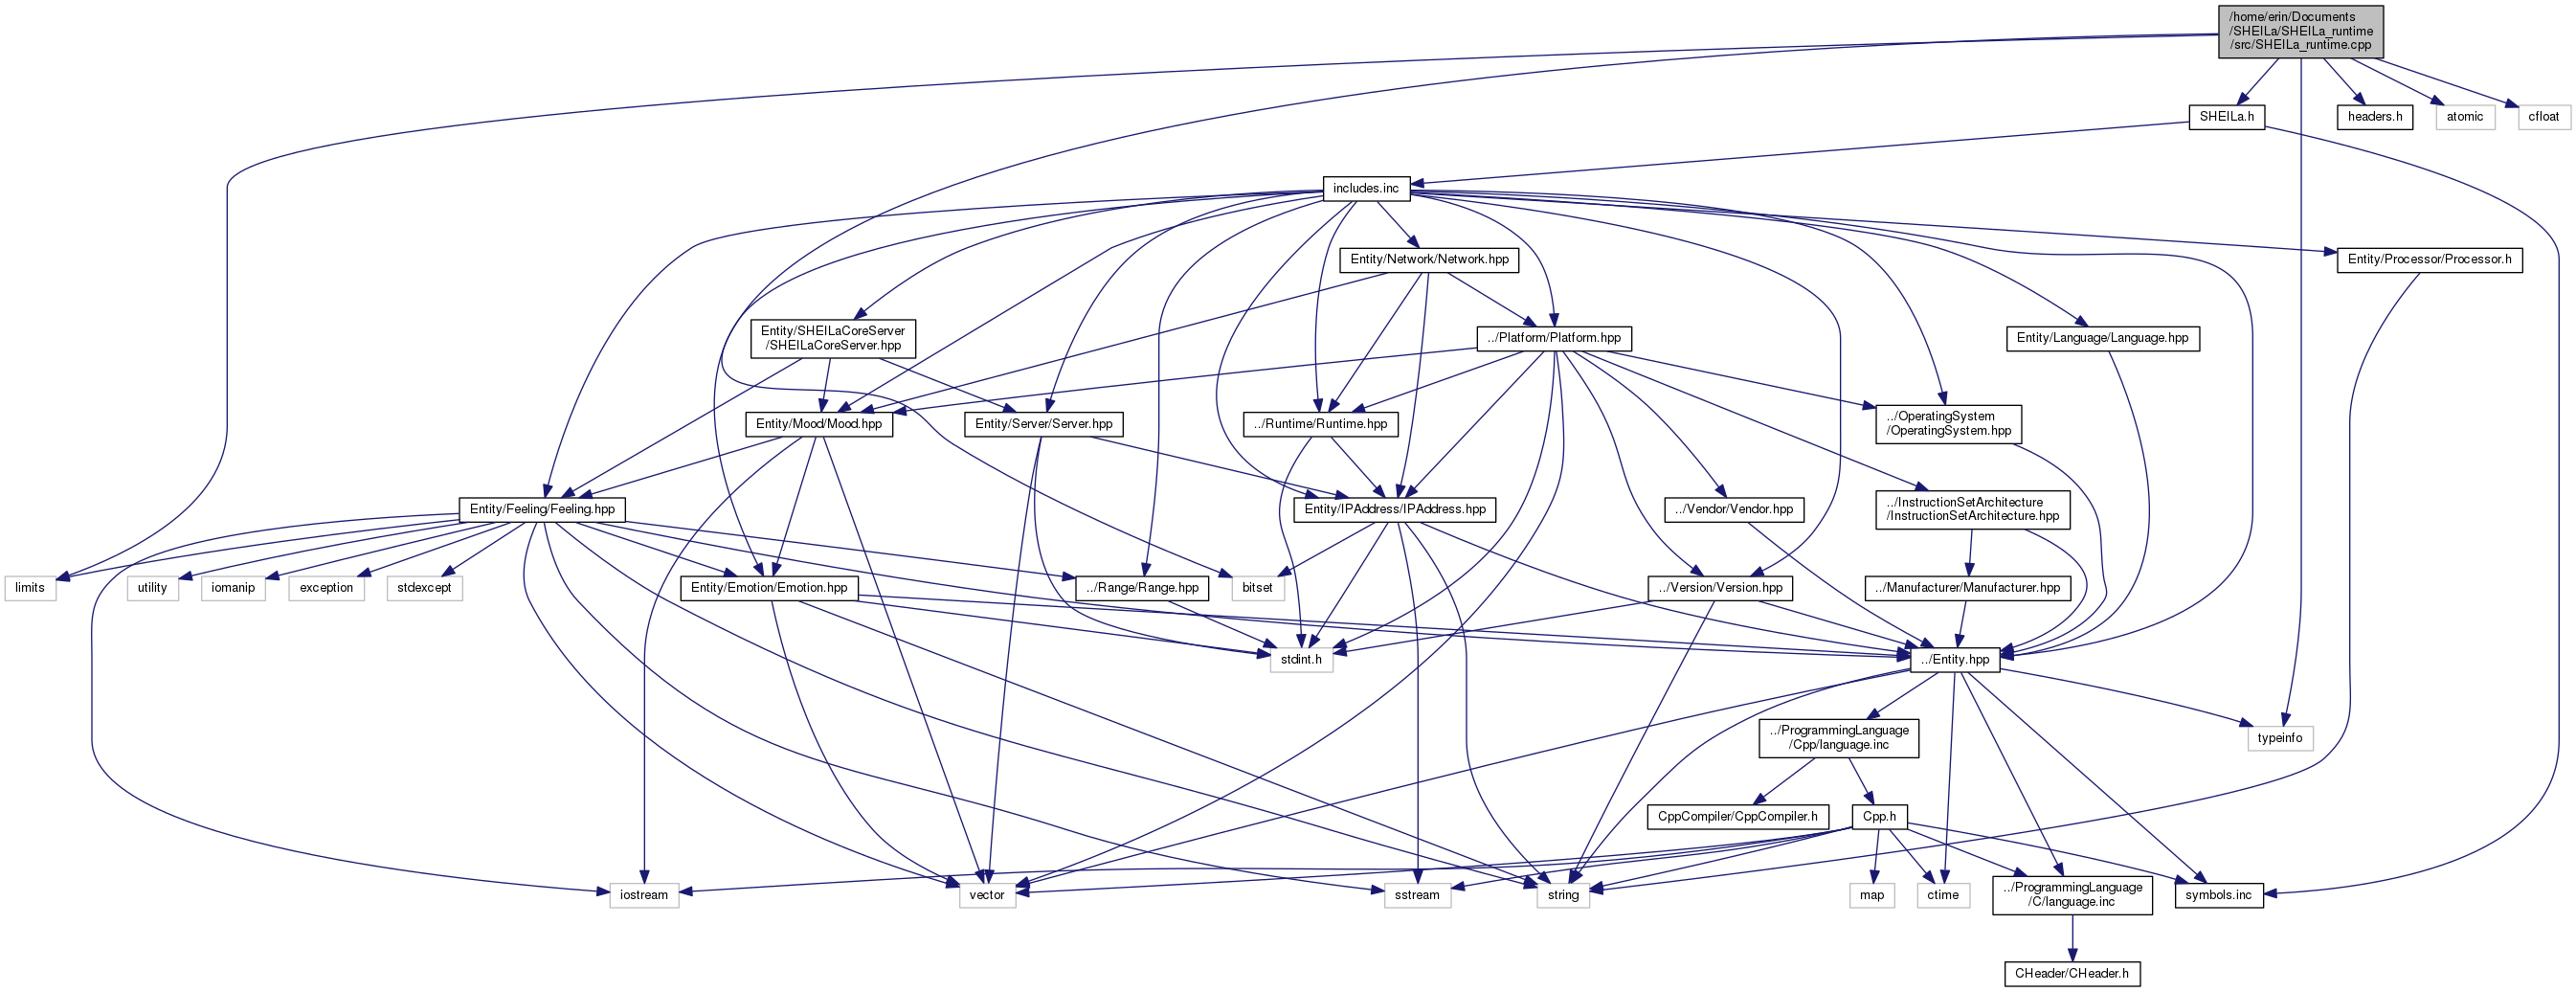 /home/erin/Documents
/SHEILa/SHEILa_runtime
/src/SHEILa_runtime.cpp
SHEILa.h
headers.h
atomic
cfloat
includes.inc
Entity/Network/Network.hpp
Entity/Processor/Processor.h
Entity/SHEILaCoreServer
/SHEILaCoreServer.hpp
../Platform/Platform.hpp
Entity/Language/Language.hpp
Entity/Mood/Mood.hpp
Entity/Server/Server.hpp
../Runtime/Runtime.hpp
../OperatingSystem
/OperatingSystem.hpp
Entity/Feeling/Feeling.hpp
Entity/IPAddress/IPAddress.hpp
../Vendor/Vendor.hpp
../InstructionSetArchitecture
/InstructionSetArchitecture.hpp
limits
utility
iomanip
exception
stdexcept
Entity/Emotion/Emotion.hpp
../Range/Range.hpp
bitset
../Version/Version.hpp
../Manufacturer/Manufacturer.hpp
stdint.h
../Entity.hpp
../ProgrammingLanguage
/Cpp/language.inc
typeinfo
CppCompiler/CppCompiler.h
Cpp.h
iostream
vector
sstream
string
map
ctime
../ProgrammingLanguage
/C/language.inc
symbols.inc
CHeader/CHeader.h